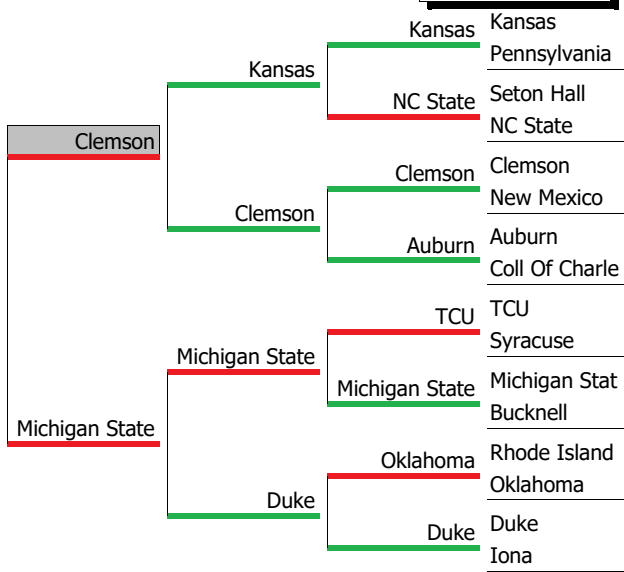 Kansas
Kansas
Pennsylvania
Kansas
NC State
Seton Hall
NC State
Clemson
Clemson
Clemson
New Mexico
Clemson
Auburn
Auburn
Coll Of Charle
TCU
TCU
Syracuse
Michigan State
Michigan State
Michigan Stat
Bucknell
Michigan State
Oklahoma
Rhode Island
Oklahoma
Duke
Duke
Duke
Iona